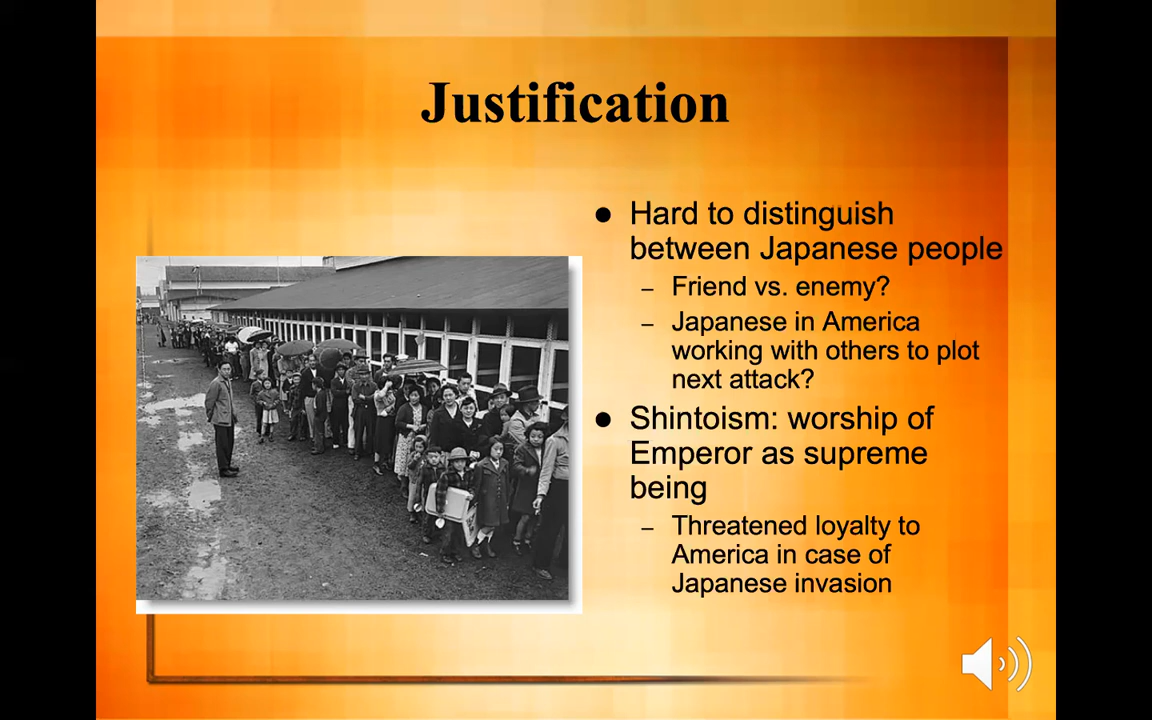 Justification
● Hard to distinguish
between Japanese people
– Friend vs. enemy?
– Japanese in America
working with others to plot
next attack?
● Shintoism: worship of
Emperor as supreme
being
– Threatened loyalty to
America in case of
Japanese invasion